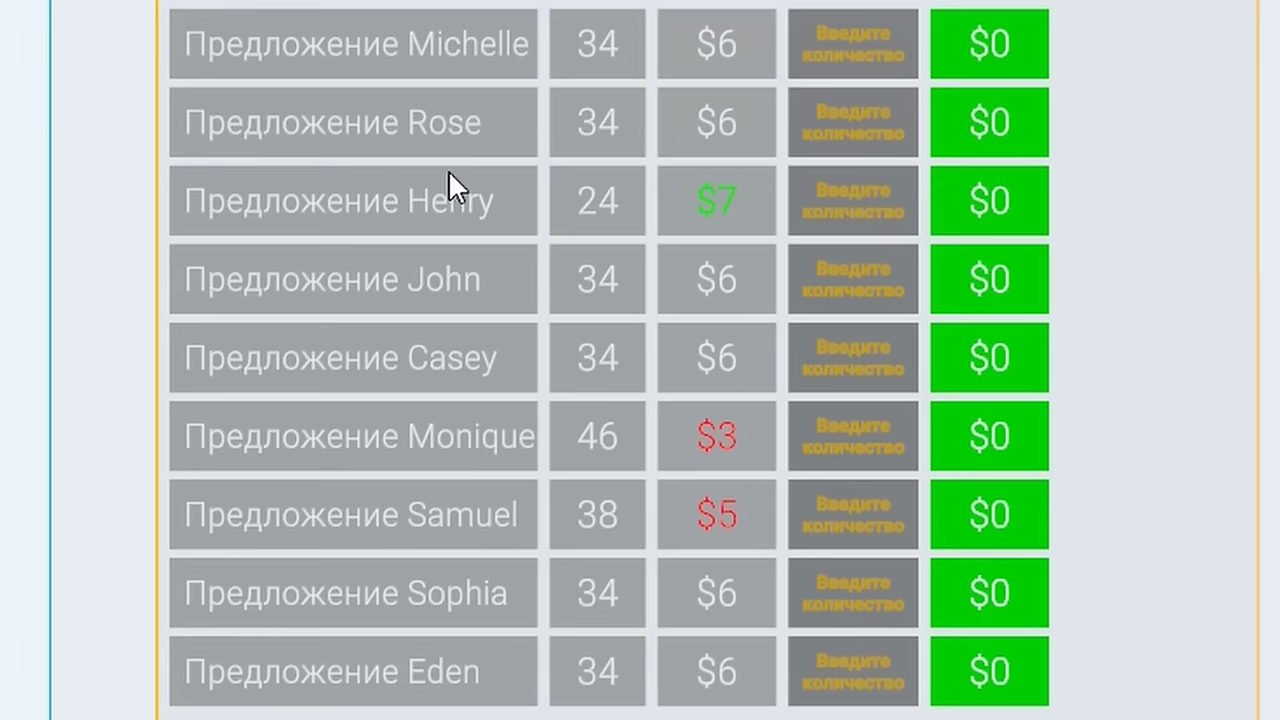 Предложение Michelle 34 $6 Введите количество $0
Предложение Rose 34 $6 Введите количество $0
Предложение Henry 24 $7 Введите количество $0
Предложение John 34 $6 Введите количество $0
Предложение Casey 34 $6 Введите количество $0
Предложение Monique 46 $3 Введите количество $0
Предложение Samuel 38 $5 Введите количество $0
Предложение Sophia 34 $6 Введите количество $0
Предложение Eden 34 $6 Введите количество $0